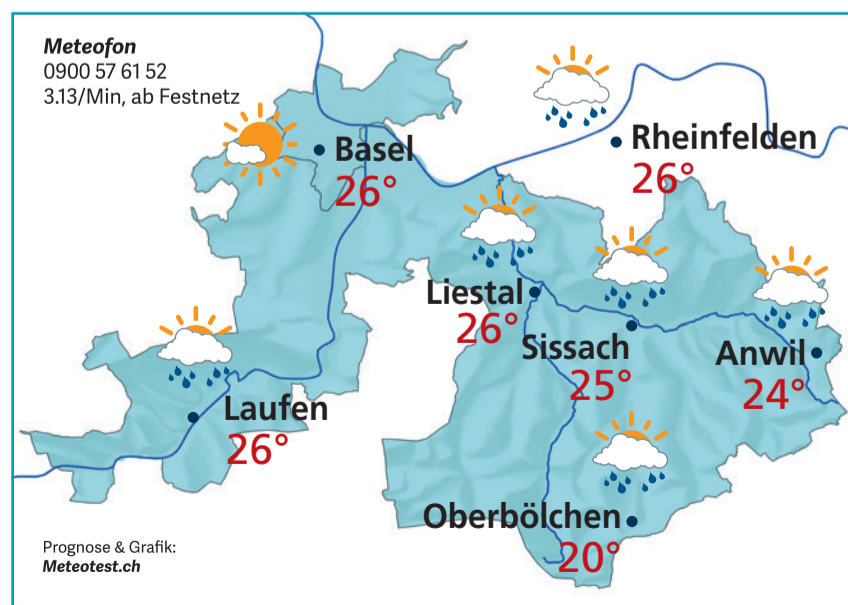 Meteofon
0900 57 61 52
3.13/Min, ab Festnetz
Rheinfelden
26°
Basel
26°
Liestal
26°
Sissach
25°
Anwil
24°
Laufen
26°
Oberbölchen
20°
Prognose & Grafik:
Meteotest.ch